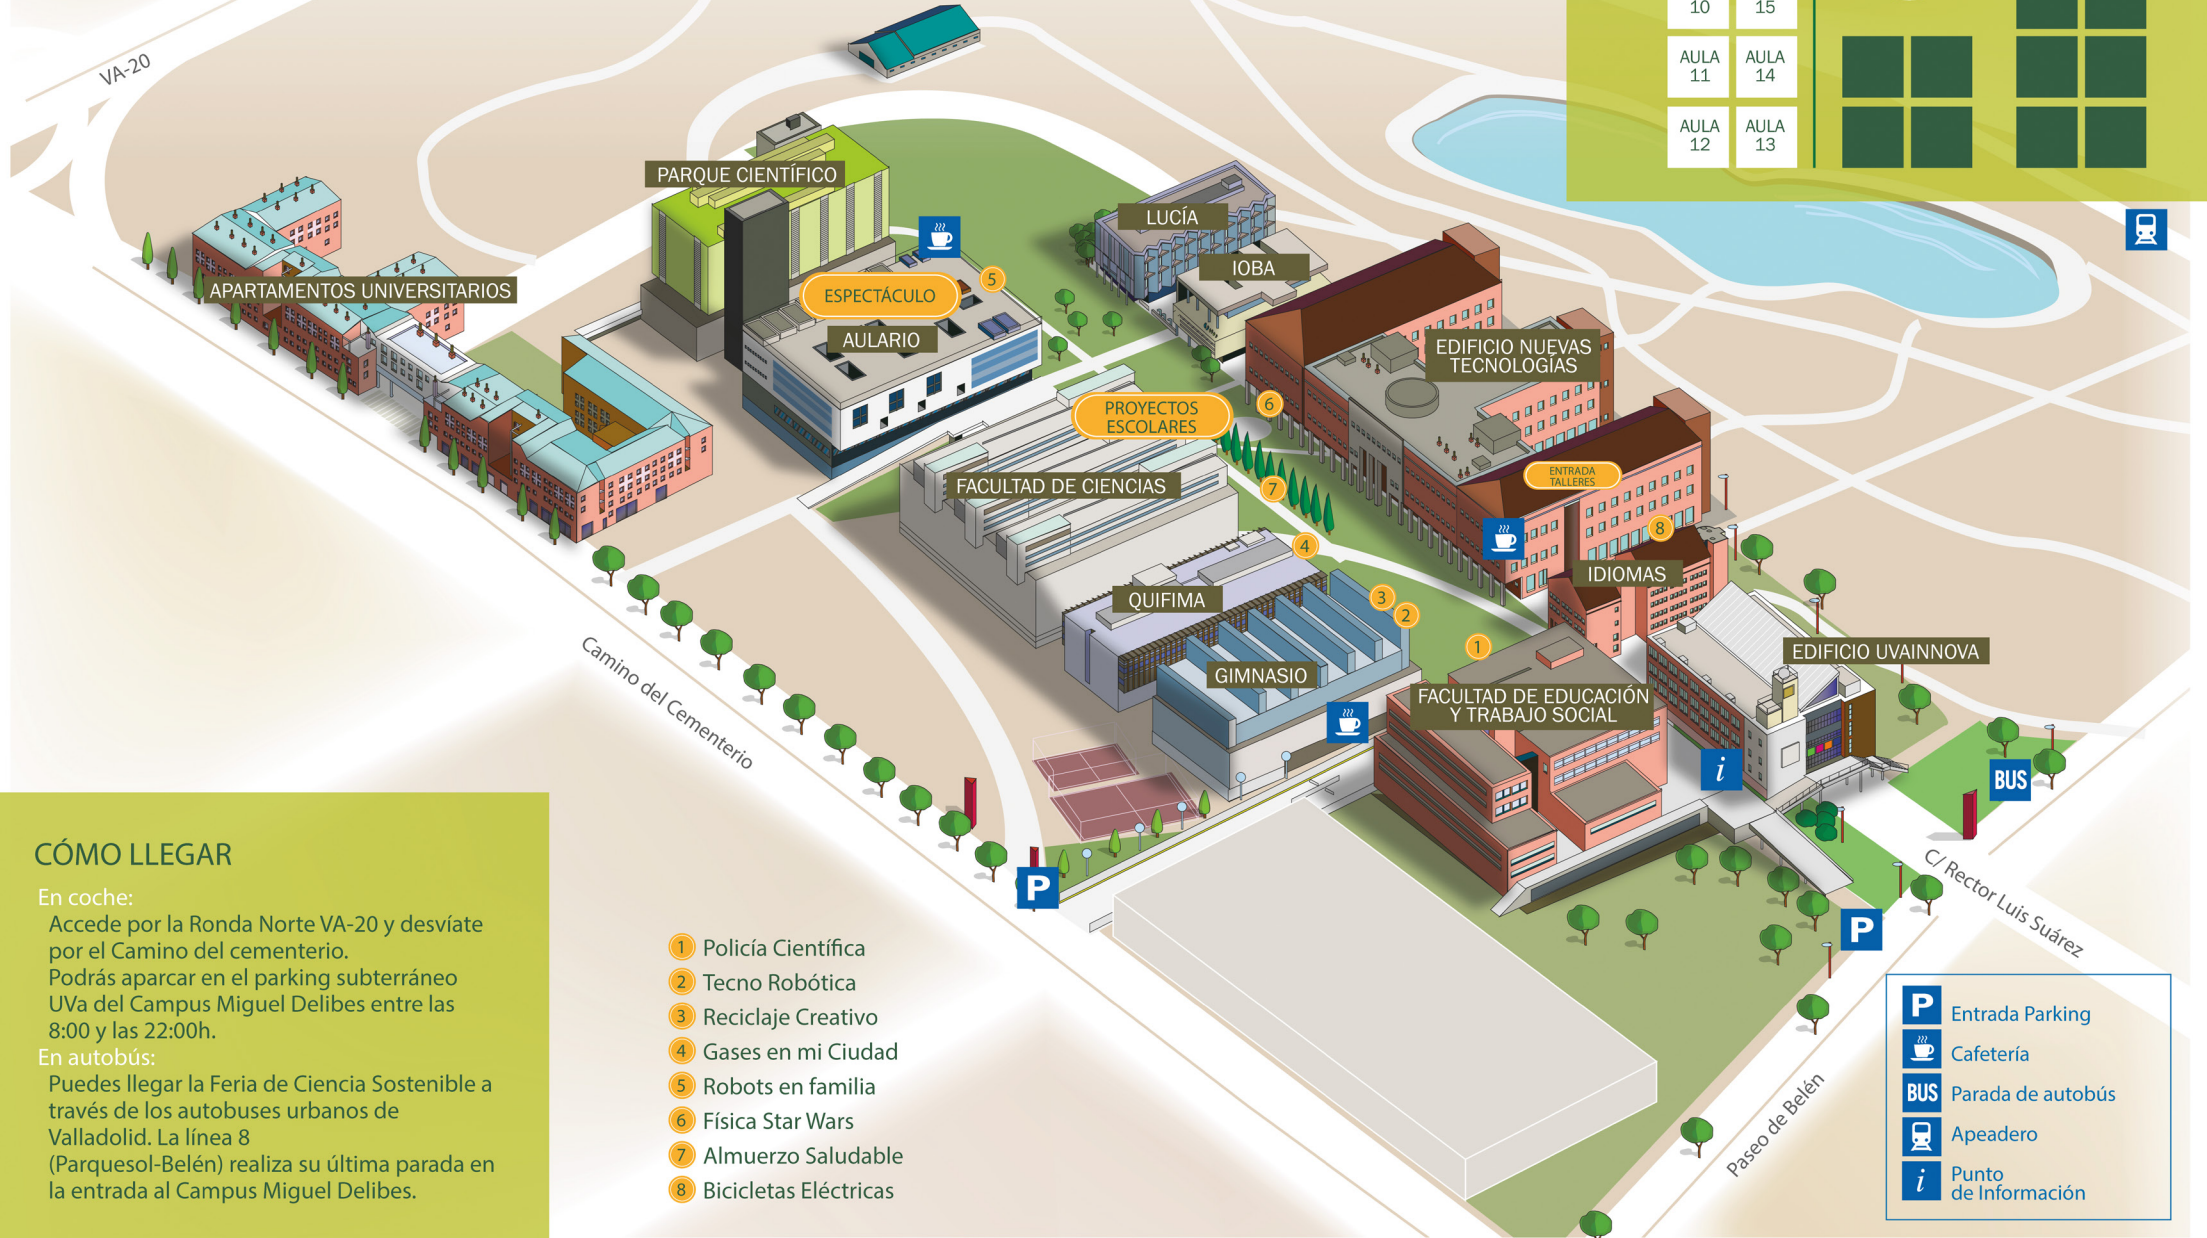 VA-20
10
15
AULA
11
AULA
14
AULA
12
AULA
13
PARQUE CIENTÍFICO
LUCÍA
IOBA
APARTAMENTOS UNIVERSITARIOS
ESPECTÁCULO
5
AULARIO
EDIFICIO NUEVAS
TECNOLOGÍAS
PROYECTOS
ESCOLARES
6
ENTRADA
TALLERES
FACULTAD DE CIENCIAS
7
8
4
IDIOMAS
QUIFIMA
3
2
1
EDIFICIO UVAINNOVA
GIMNASIO
FACULTAD DE EDUCACIÓN
Y TRABAJO SOCIAL
Camino del Cementerio
i
BUS
P
C/ Rector Luis Suárez
P
Paseo de Belén
CÓMO LLEGAR
En coche:
Accede por la Ronda Norte VA-20 y desvíate
por el Camino del cementerio.
Podrás aparcar en el parking subterráneo
UVa del Campus Miguel Delibes entre las
8:00 y las 22:00h.
En autobús:
Puedes llegar la Feria de Ciencia Sostenible a
través de los autobuses urbanos de
Valladolid. La línea 8
(Parquesol-Belén) realiza su última parada en
la entrada al Campus Miguel Delibes.
1 Policía Científica
2 Tecno Robótica
3 Reciclaje Creativo
4 Gases en mi Ciudad
5 Robots en familia
6 Física Star Wars
7 Almuerzo Saludable
8 Bicicletas Eléctricas
P Entrada Parking
Cafetería
BUS Parada de autobús
Apeadero
i Punto
de Información